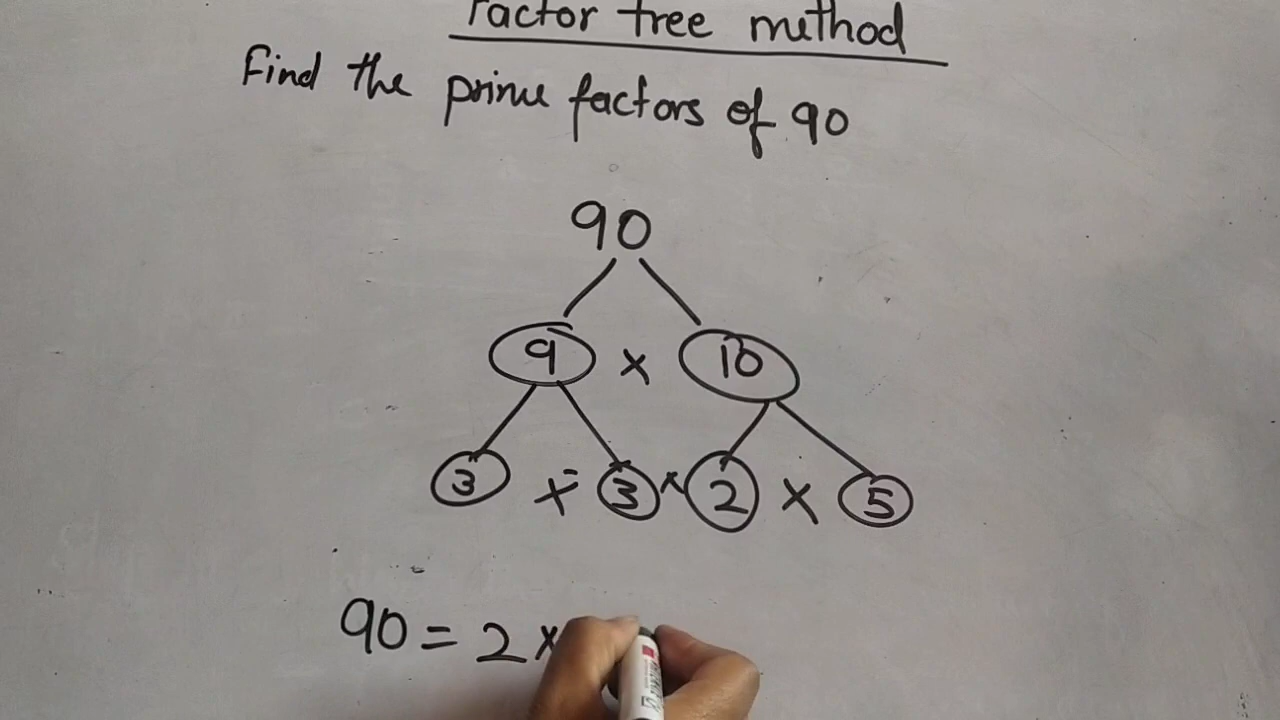 Factor tree method
Find the prime factors of 90
90
9 × 10
3 × 3 × 2 × 5
90 = 2 ×